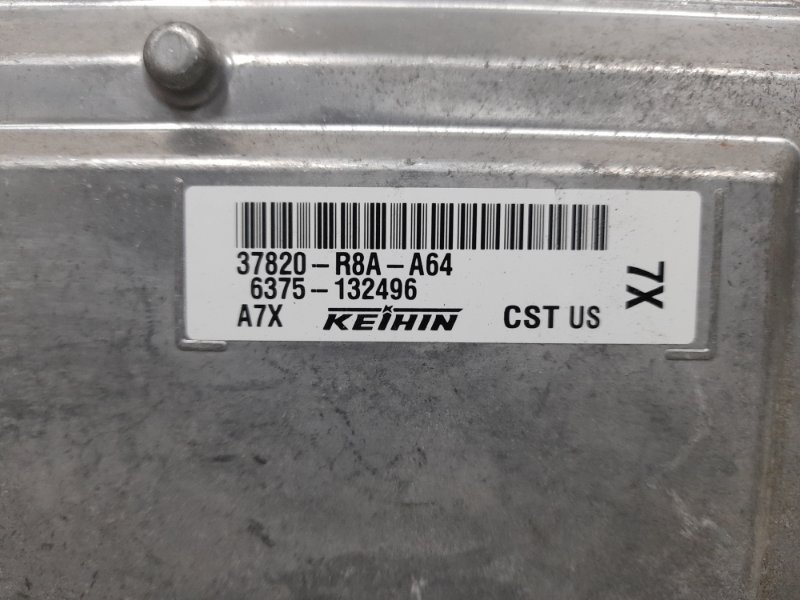 37820-R8A-A64
6375-132496
A7X KEIHIN CST US
7X